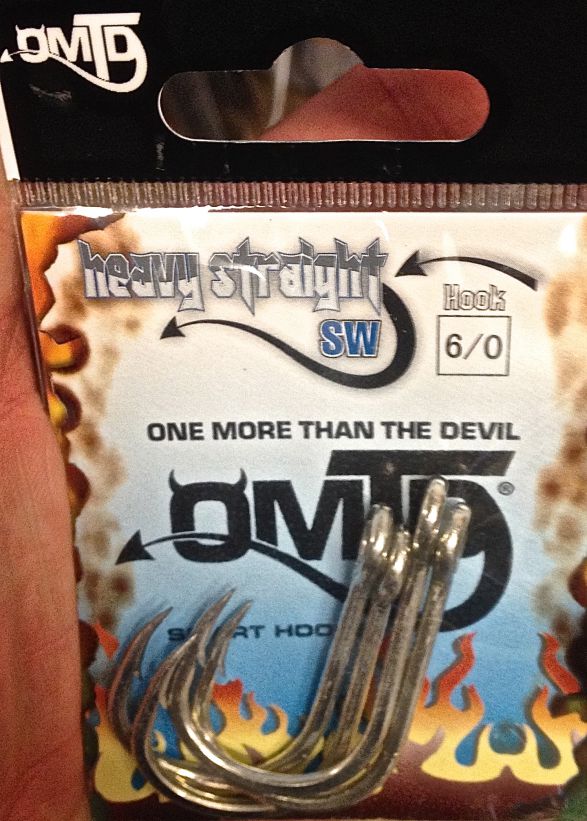 OMTD
heavy straight
SW
Hook
6/0
ONE MORE THAN THE DEVIL
OMTD®